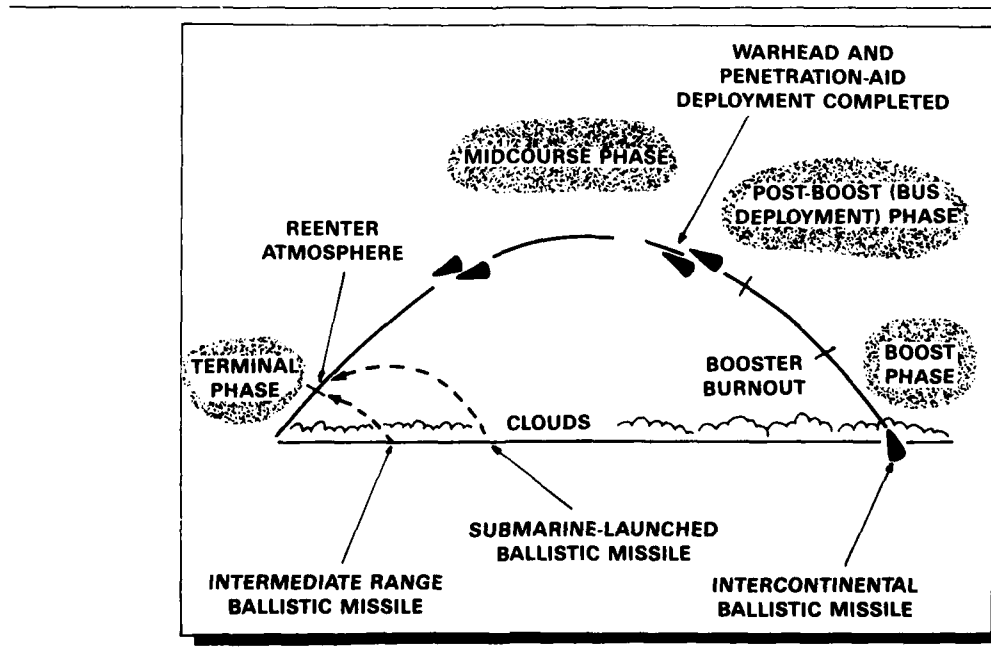 WARHEAD AND
PENETRATION-AID
DEPLOYMENT COMPLETED
MIDCOURSE PHASE
POST-BOOST (BUS
DEPLOYMENT) PHASE
REENTER
ATMOSPHERE
TERMINAL
PHASE
BOOSTER
BURNOUT
BOOST
PHASE
CLOUDS
SUBMARINE-LAUNCHED
BALLISTIC MISSILE
INTERMEDIATE RANGE
BALLISTIC MISSILE
INTERCONTINENTAL
BALLISTIC MISSILE